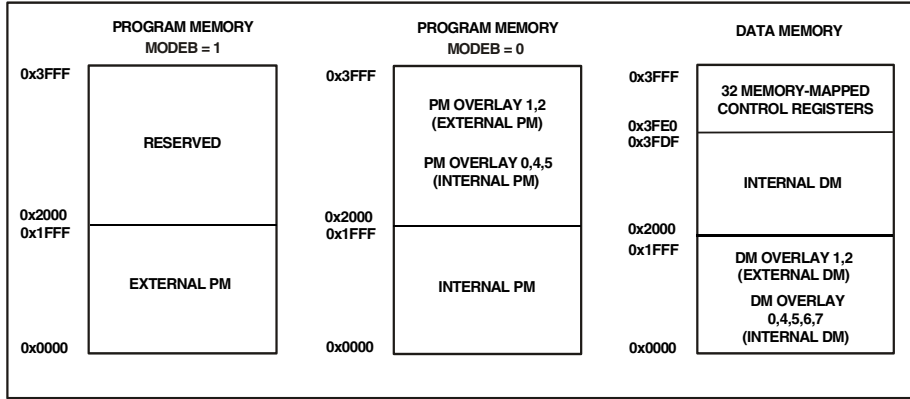 PROGRAM MEMORY
MODEB = 1
0x3FFF
RESERVED
0x2000
0x1FFF
EXTERNAL PM
0x0000
PROGRAM MEMORY
MODEB = 0
0x3FFF
PM OVERLAY 1,2
(EXTERNAL PM)
PM OVERLAY 0,4,5
(INTERNAL PM)
0x2000
0x1FFF
INTERNAL PM
0x0000
DATA MEMORY
0x3FFF
32 MEMORY-MAPPED
CONTROL REGISTERS
0x3FE0
0x3FDF
INTERNAL DM
0x2000
0x1FFF
DM OVERLAY 1,2
(EXTERNAL DM)
DM OVERLAY
0,4,5,6,7
(INTERNAL DM)
0x0000